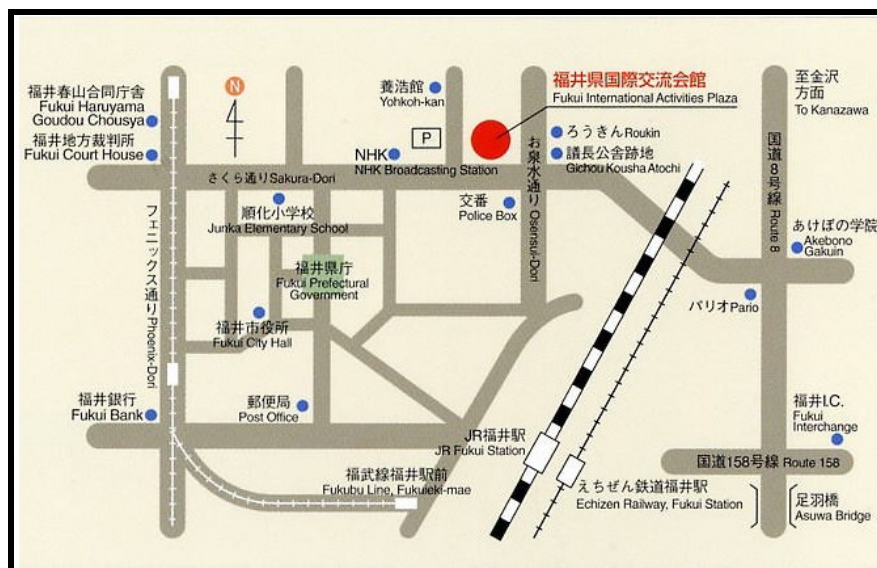 福井春山合同庁舎
Fukui Haruyama
Goudou Chousya
福井地方裁判所
Fukui Court House
N
養浩館
Yohkoh-kan
P
NHK
NHK Broadcasting Station
福井県国際交流会館
Fukui International Activities Plaza
ろうきん Roukin
議長公舎跡地
Gichou Kousha Atochi
至金沢
方面
To Kanazawa
さくら通り Sakura-Dori
順化小学校
Junka Elementary School
交番
Police Box
お泉水通り Osensui-Dori
国道8号線 Route 8
あけぼの学院
Akebono
Gakuin
フェニックス通り Phoenix-Dori
福井県庁
Fukui Prefectural
Government
パリオ Pario
福井市役所
Fukui City Hall
福井銀行
Fukui Bank
郵便局
Post Office
JR福井駅
JR Fukui Station
福井I.C.
Fukui
Interchange
福武線福井駅前
Fukubu Line, Fukuieki-mae
国道158号線 Route 158
えちぜん鉄道福井駅
Echizen Railway, Fukui Station
足羽橋
Asuwa Bridge